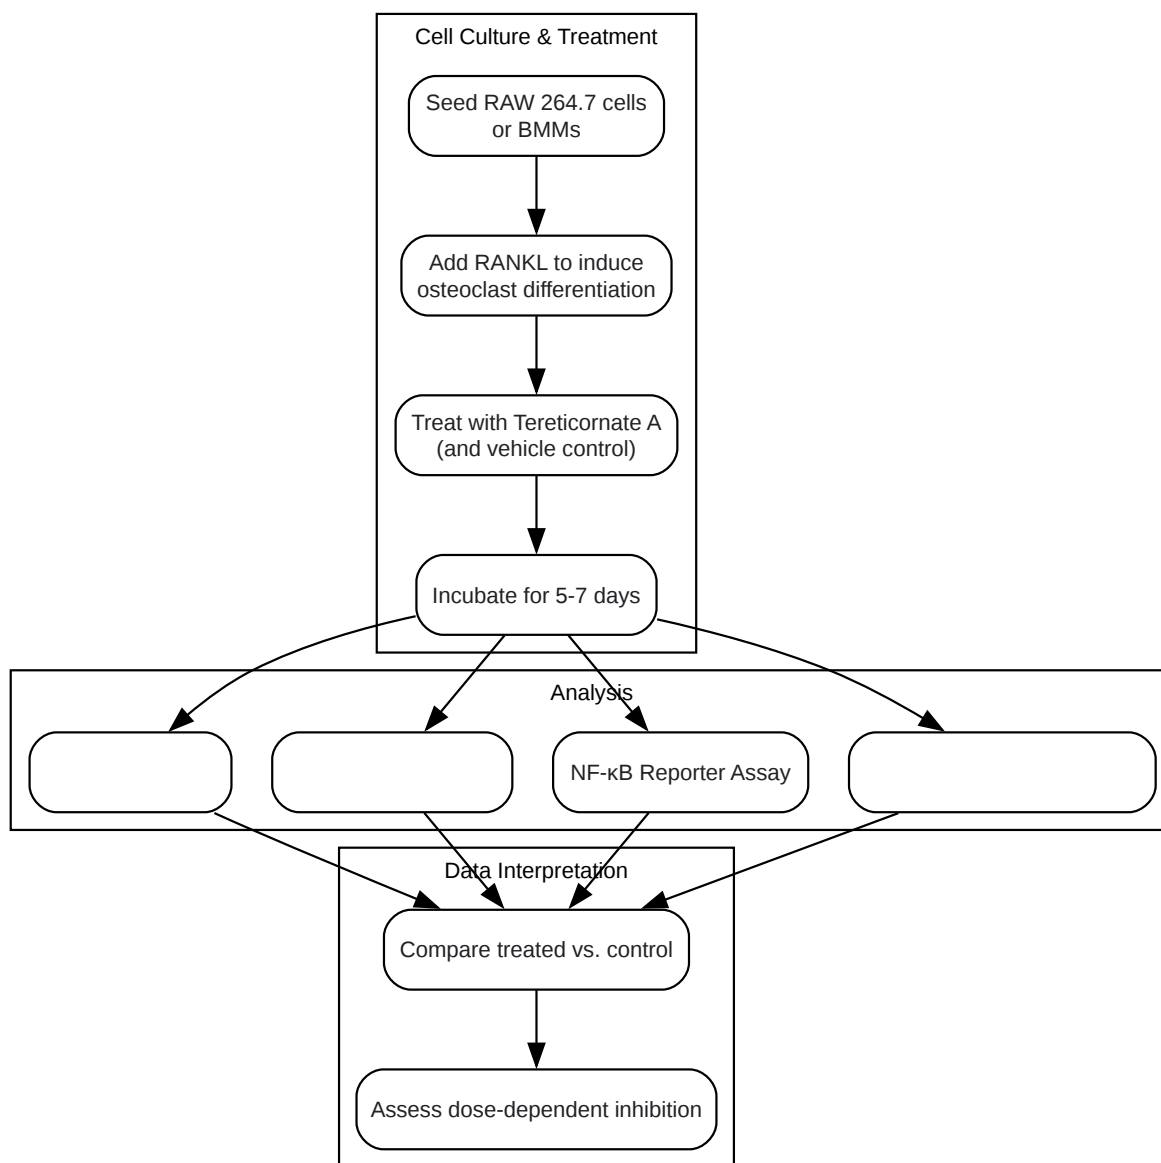 Cell Culture & Treatment
Seed RAW 264.7 cells
or BMMs
Add RANKL to induce
osteoclast differentiation
Treat with Tereticornate A
(and vehicle control)
Incubate for 5-7 days
Analysis
NF-κB Reporter Assay
Data Interpretation
Compare treated vs. control
Assess dose-dependent inhibition